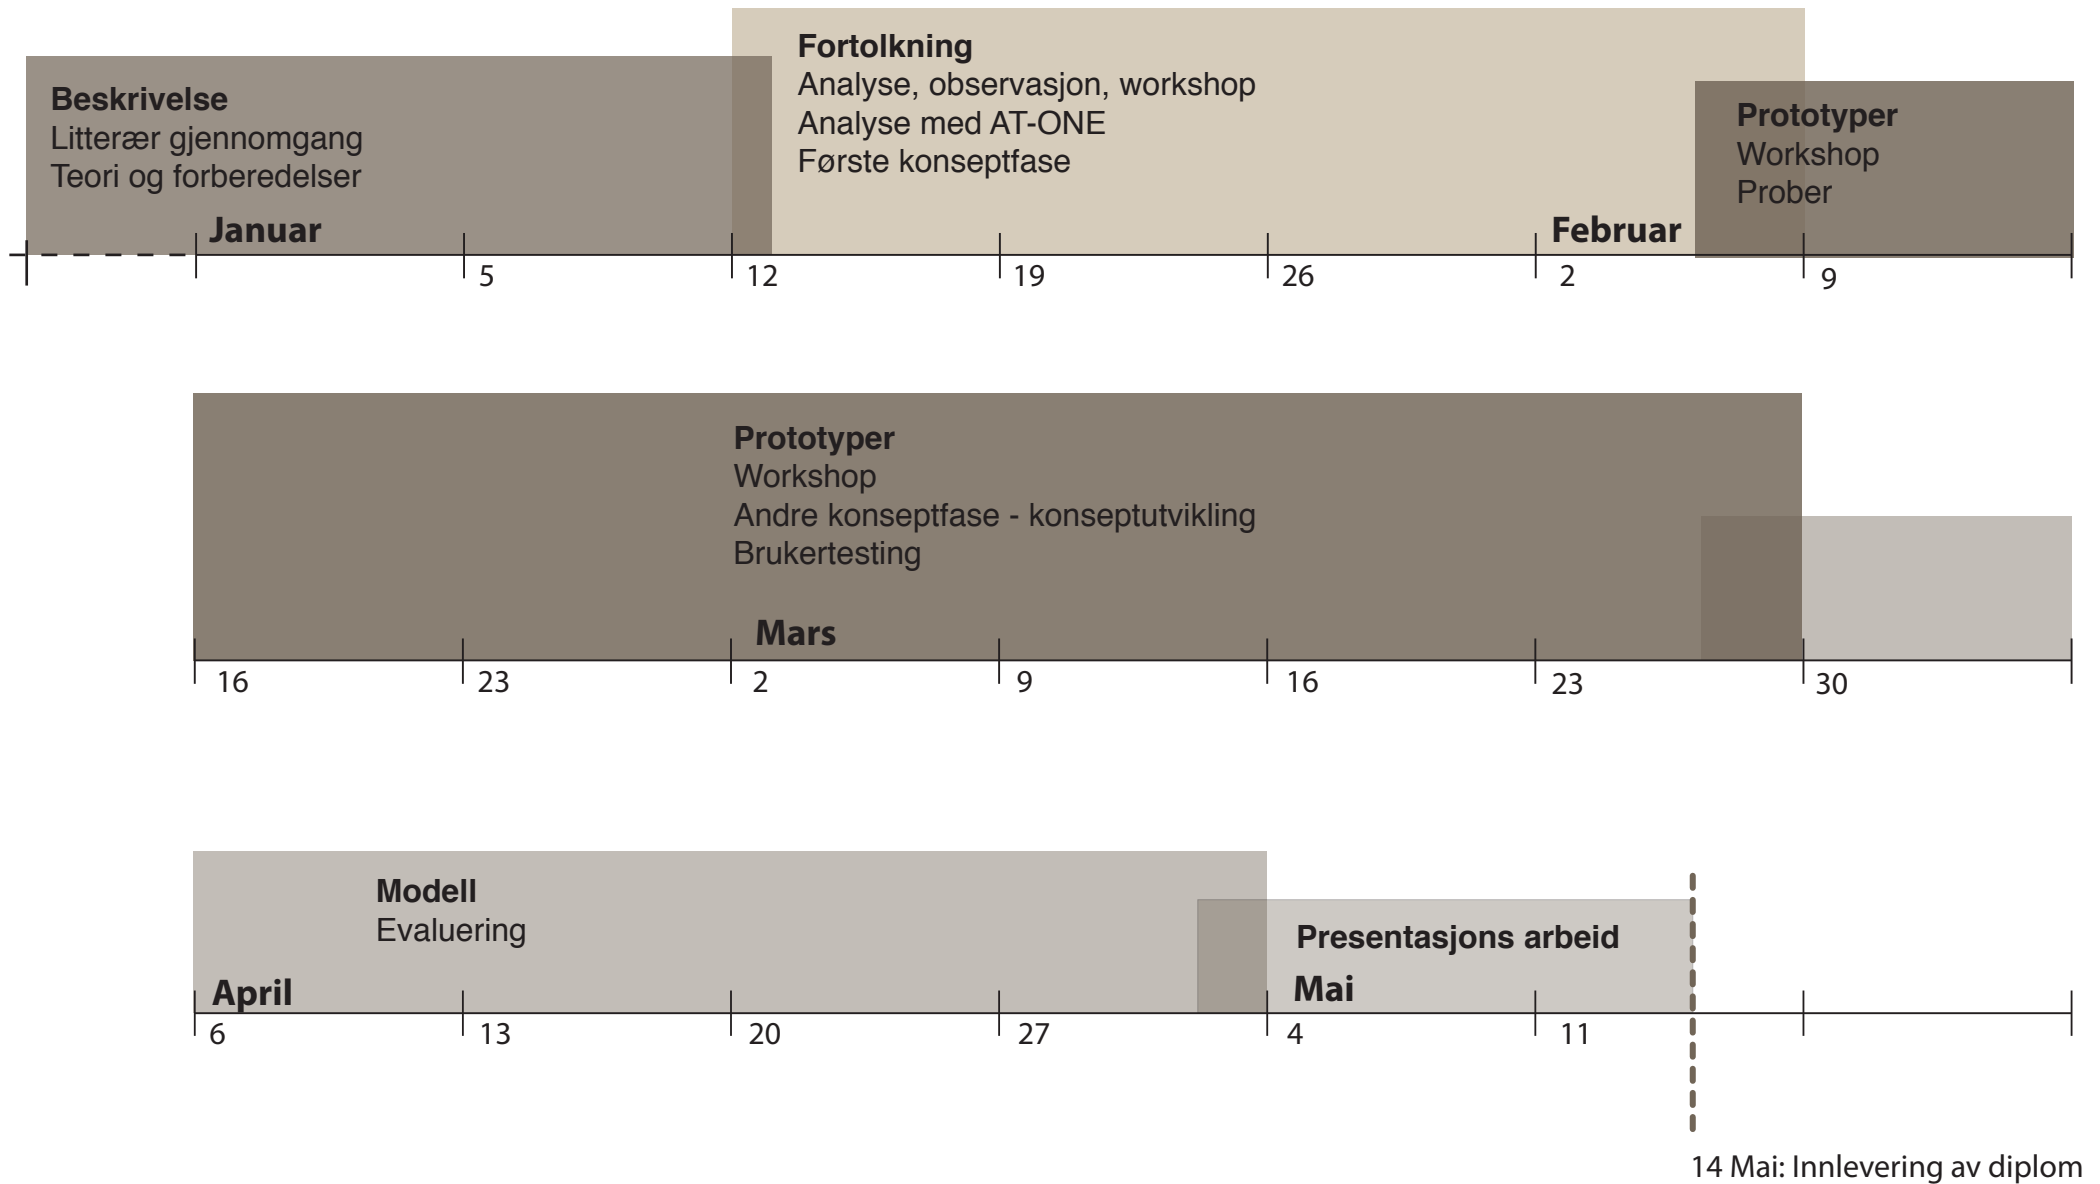 Beskrivelse
Litterær gjennomgang
Teori og forberedelser
Fortolkning
Analyse, observasjon, workshop
Analyse med AT-ONE
Første konseptfase
Prototyper
Workshop
Prober
Januar
Februar
5 12 19 26 2 9
Prototyper
Workshop
Andre konseptfase - konseptutvikling
Brukertesting
Mars
16 23 2 9 16 23 30
Modell
Evaluering
Presentasjons arbeid
April
Mai
6 13 20 27 4 11
14 Mai: Innlevering av diplom